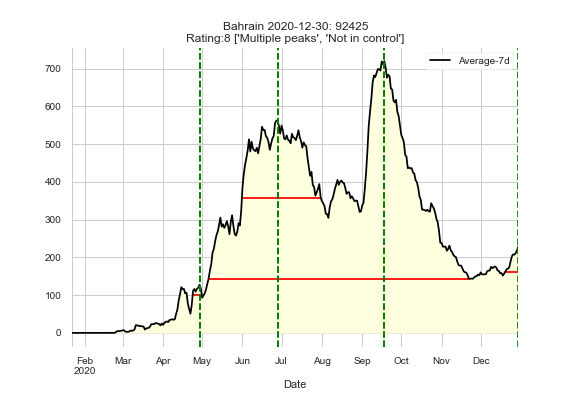 Bahrain 2020-12-30: 92425
Rating:8 ['Multiple peaks', 'Not in control']
Average-7d
700
600
500
400
300
200
100
0
Feb Mar Apr May Jun Jul Aug Sep Oct Nov Dec
2020
Date